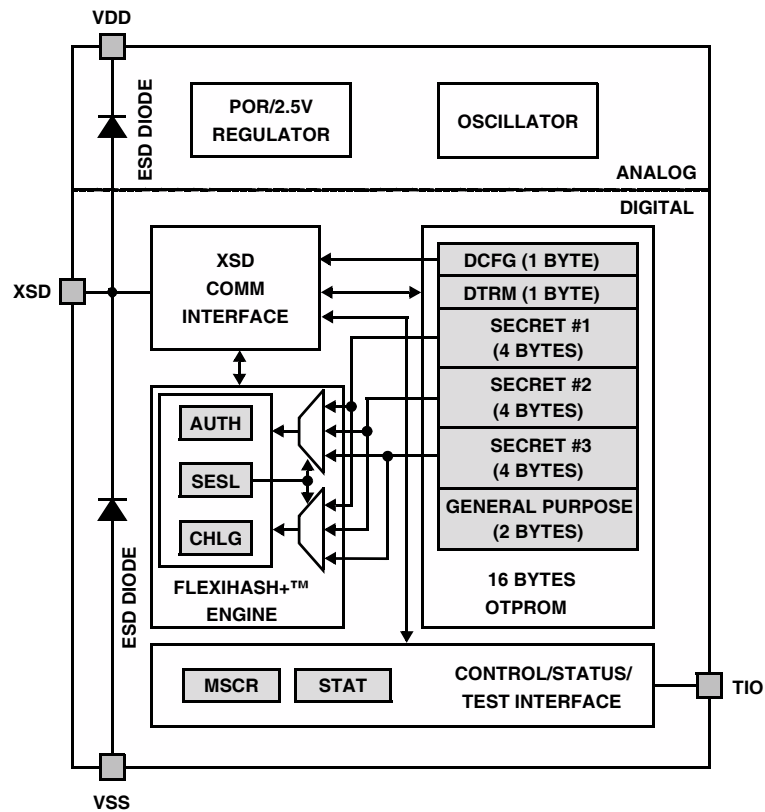 VDD
ESD DIODE
POR/2.5V
REGULATOR
OSCILLATOR
ANALOG
DIGITAL
XSD
XSD
COMM
INTERFACE
DCFG (1 BYTE)
DTRM (1 BYTE)
SECRET #1
(4 BYTES)
SECRET #2
(4 BYTES)
SECRET #3
(4 BYTES)
GENERAL PURPOSE
(2 BYTES)
16 BYTES
OTPROM
AUTH
SESL
CHLG
FLEXIHASH+™
ENGINE
ESD DIODE
MSCR
STAT
CONTROL/STATUS/
TEST INTERFACE
TIO
VSS